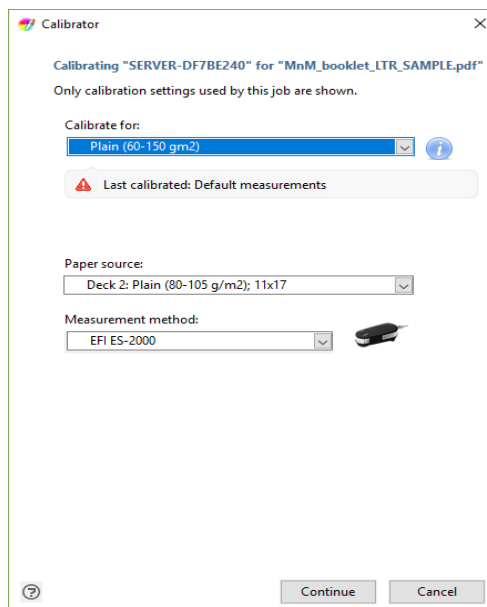 Calibrator
Calibrating "SERVER-DF7BE240" for "MnM_booklet_LTR_SAMPLE.pdf"
Only calibration settings used by this job are shown.
Calibrate for:
Plain (60-150 gm2)
Last calibrated: Default measurements
Paper source:
Deck 2: Plain (80-105 g/m2); 11x17
Measurement method:
EFI ES-2000
Continue Cancel